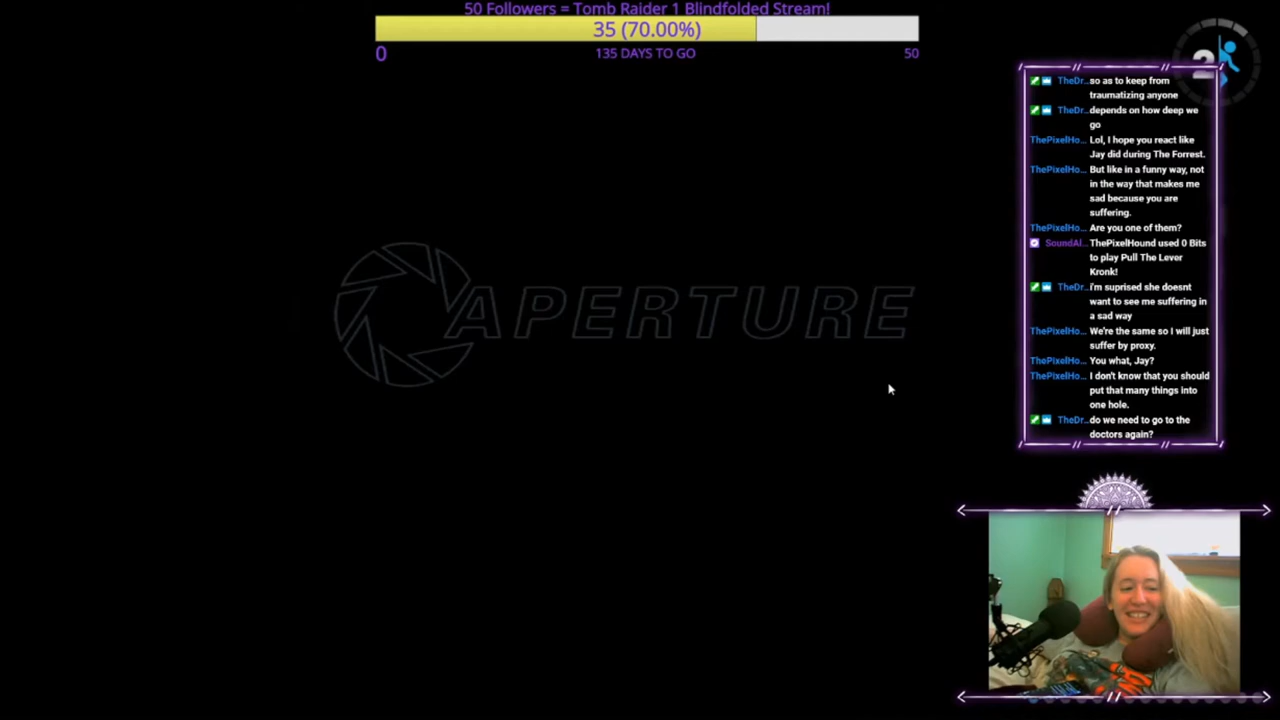 50 Followers = Tomb Raider 1 Blindfolded Stream!
35 (70.00%)
0
135 DAYS TO GO
50
2
APERTURE
TheDr.. so as to keep from
traumatizing anyone
TheDr.. depends on how deep we
go
ThePixelHo... Lol, I hope you react like
Jay did during The Forrest.
ThePixelHo... But like in a funny way, not
in the way that makes me
sad because you are
suffering.
ThePixelHo... Are you one of them?
SoundAl... ThePixelHound used 0 Bits
to play Pull The Lever
Kronk!
TheDr.. i'm suprised she doesnt
want to see me suffering in
a sad way
ThePixelHo... We're the same so I will just
suffer by proxy.
ThePixelHo... You what, Jay?
ThePixelHo... I don't know that you should
put that many things into
one hole.
TheDr.. do we need to go to the
doctors again?